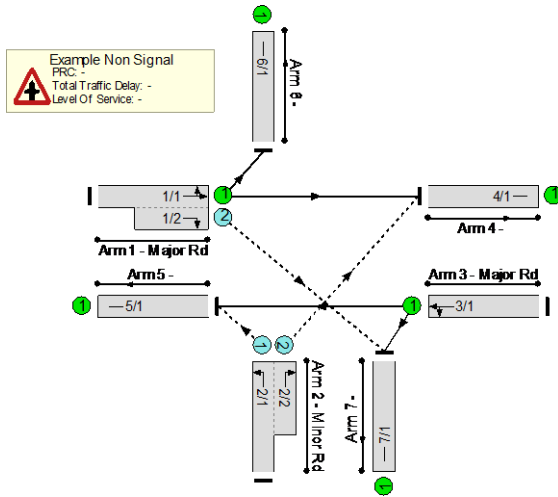 Example Non Signal
PRC: -
Total Traffic Delay: -
Level Of Service: -
1
6/1
Arm 6 -
1/1
1
1/2
2
Arm 1 - Major Rd
4/1
1
Arm 4 -
Arm 5 -
1
5/1
Arm 3 - Major Rd
1
3/1
1
2
2/1
2/2
Arm 2 - Minor Rd
Arm 7 -
7/1
1